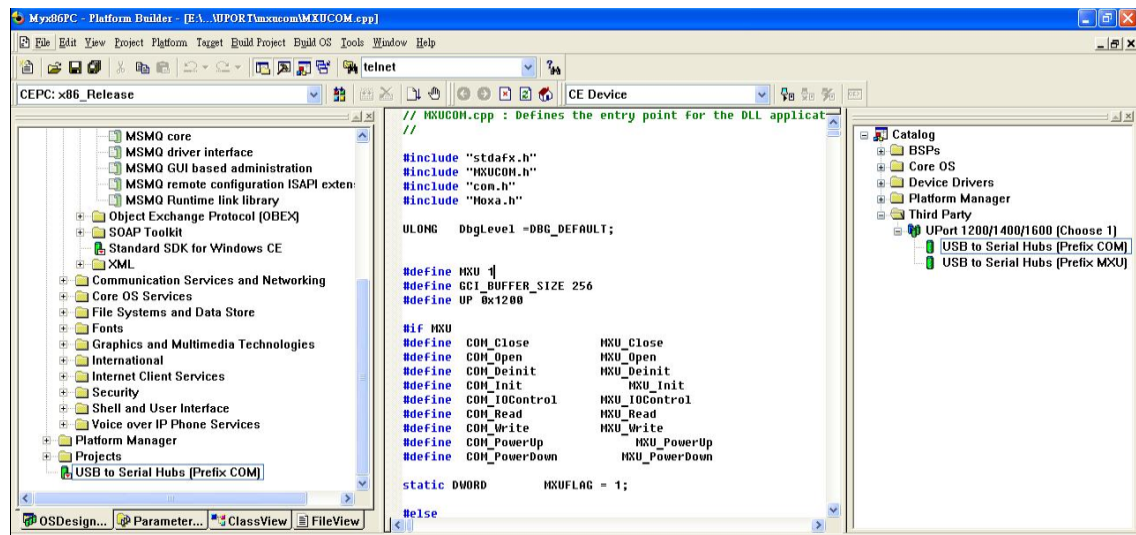 Myx86PC - Platform Builder - [E:\...\UPORT\mxucom\MXUCOM.cpp]
File Edit View Project Platform Target Build Project Build OS Tools Window Help
telnet
CEPC: x86_Release
CE Device
MSMQ core
MSMQ driver interface
MSMQ GUI based administration
MSMQ remote configuration ISAPI exten
MSMQ Runtime link library
Object Exchange Protocol (OBEX)
SOAP Toolkit
Standard SDK for Windows CE
XML
Communication Services and Networking
Core OS Services
File Systems and Data Store
Fonts
Graphics and Multimedia Technologies
International
Internet Client Services
Security
Shell and User Interface
Voice over IP Phone Services
Platform Manager
Projects
USB to Serial Hubs (Prefix COM)
OSDesign... Parameter... ClassView FileView
// MXUCOM.cpp : Defines the entry point for the DLL applicat
//
#include "stdafx.h"
#include "MXUCOM.h"
#include "com.h"
#include "Moxa.h"
ULONG DbgLevel =DBG_DEFAULT;
#define MXU 1
#define GCI_BUFFER_SIZE 256
#define UP 0x1200
#if MXU
#define COM_Close MXU_Close
#define COM_Open MXU_Open
#define COM_Deinit MXU_Deinit
#define COM_Init MXU_Init
#define COM_IOControl MXU_IOControl
#define COM_Read MXU_Read
#define COM_Write MXU_Write
#define COM_PowerUp MXU_PowerUp
#define COM_PowerDown MXU_PowerDown
static DWORD MXUFLAG = 1;
#else
Catalog
BSPs
Core OS
Device Drivers
Platform Manager
Third Party
UPort 1200/1400/1600 (Choose 1)
USB to Serial Hubs (Prefix COM)
USB to Serial Hubs (Prefix MXU)